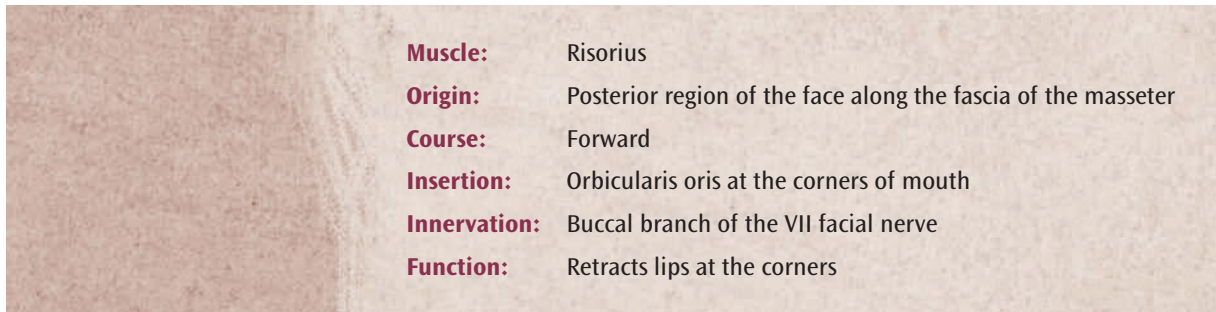 Muscle: Risorius
Origin: Posterior region of the face along the fascia of the masseter
Course: Forward
Insertion: Orbicularis oris at the corners of mouth
Innervation: Buccal branch of the VII facial nerve
Function: Retracts lips at the corners